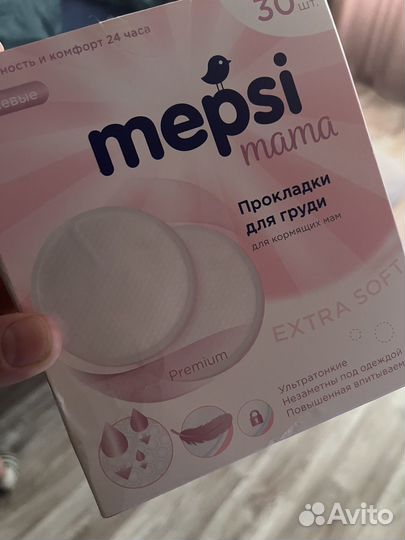 30 шт.
ность и комфорт 24 часа
евые
mepsi
mama
Прокладки
для груди
для кормящих мам
EXTRA SOFT
Premium
Ультратонкие
Незаметны под одеждой
Повышенная впитываем
Avito